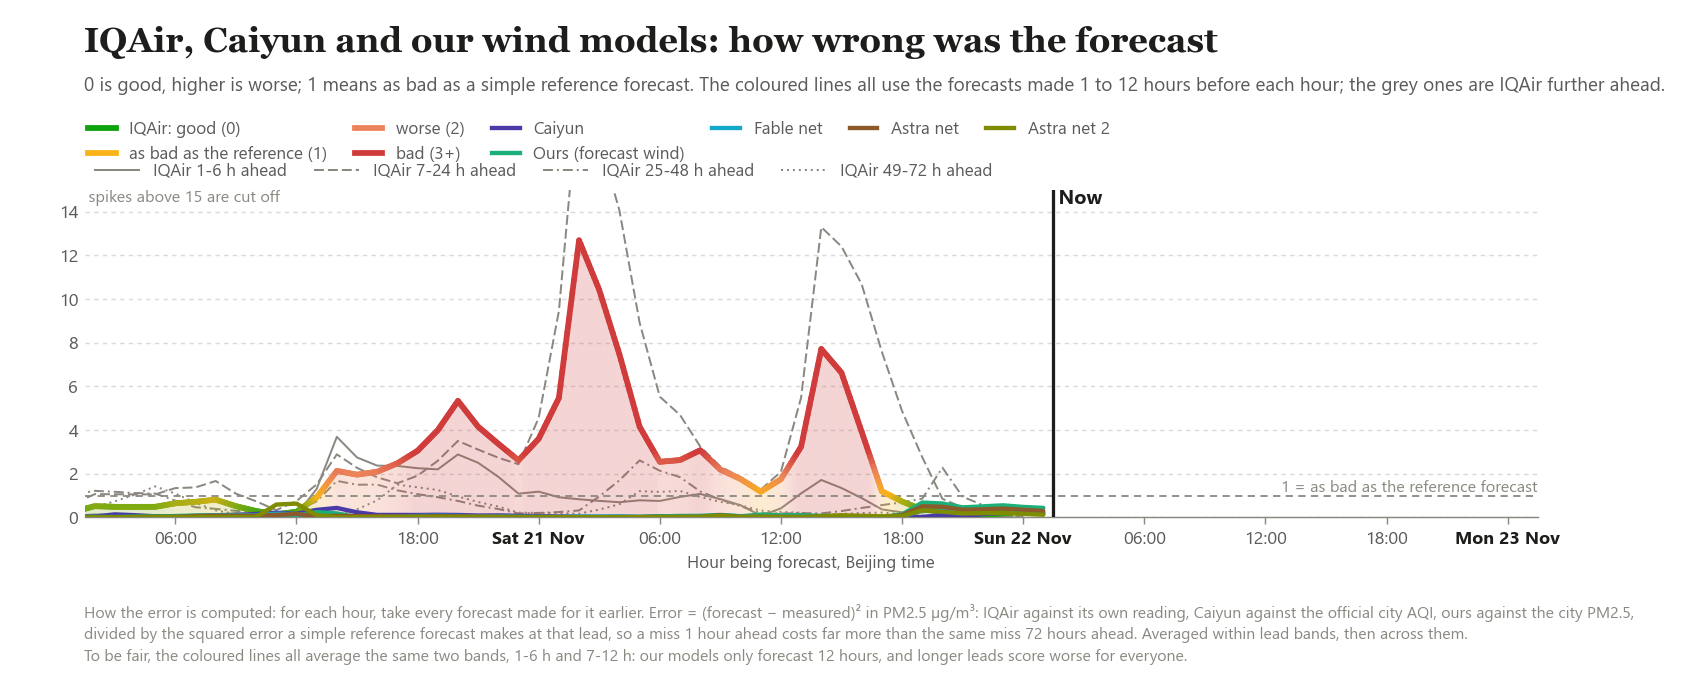 IQAir, Caiyun and our wind models: how wrong was the forecast
0 is good, higher is worse; 1 means as bad as a simple reference forecast. The coloured lines all use the forecasts made 1 to 12 hours before each hour; the grey ones are IQAir further ahead.
IQAir: good (0) worse (2) Caiyun Fable net Astra net Astra net 2
as bad as the reference (1) bad (3+) Ours (forecast wind)
IQAir 1-6 h ahead IQAir 7-24 h ahead IQAir 25-48 h ahead IQAir 49-72 h ahead
spikes above 15 are cut off
Now
14
12
10
8
6
4
2
1 = as bad as the reference forecast
0
06:00 12:00 18:00 Sat 21 Nov 06:00 12:00 18:00 Sun 22 Nov 06:00 12:00 18:00 Mon 23 Nov
Hour being forecast, Beijing time
How the error is computed: for each hour, take every forecast made for it earlier. Error = (forecast − measured)² in PM2.5 µg/m³: IQAir against its own reading, Caiyun against the official city AQI, ours against the city PM2.5,
divided by the squared error a simple reference forecast makes at that lead, so a miss 1 hour ahead costs far more than the same miss 72 hours ahead. Averaged within lead bands, then across them.
To be fair, the coloured lines all average the same two bands, 1-6 h and 7-12 h: our models only forecast 12 hours, and longer leads score worse for everyone.